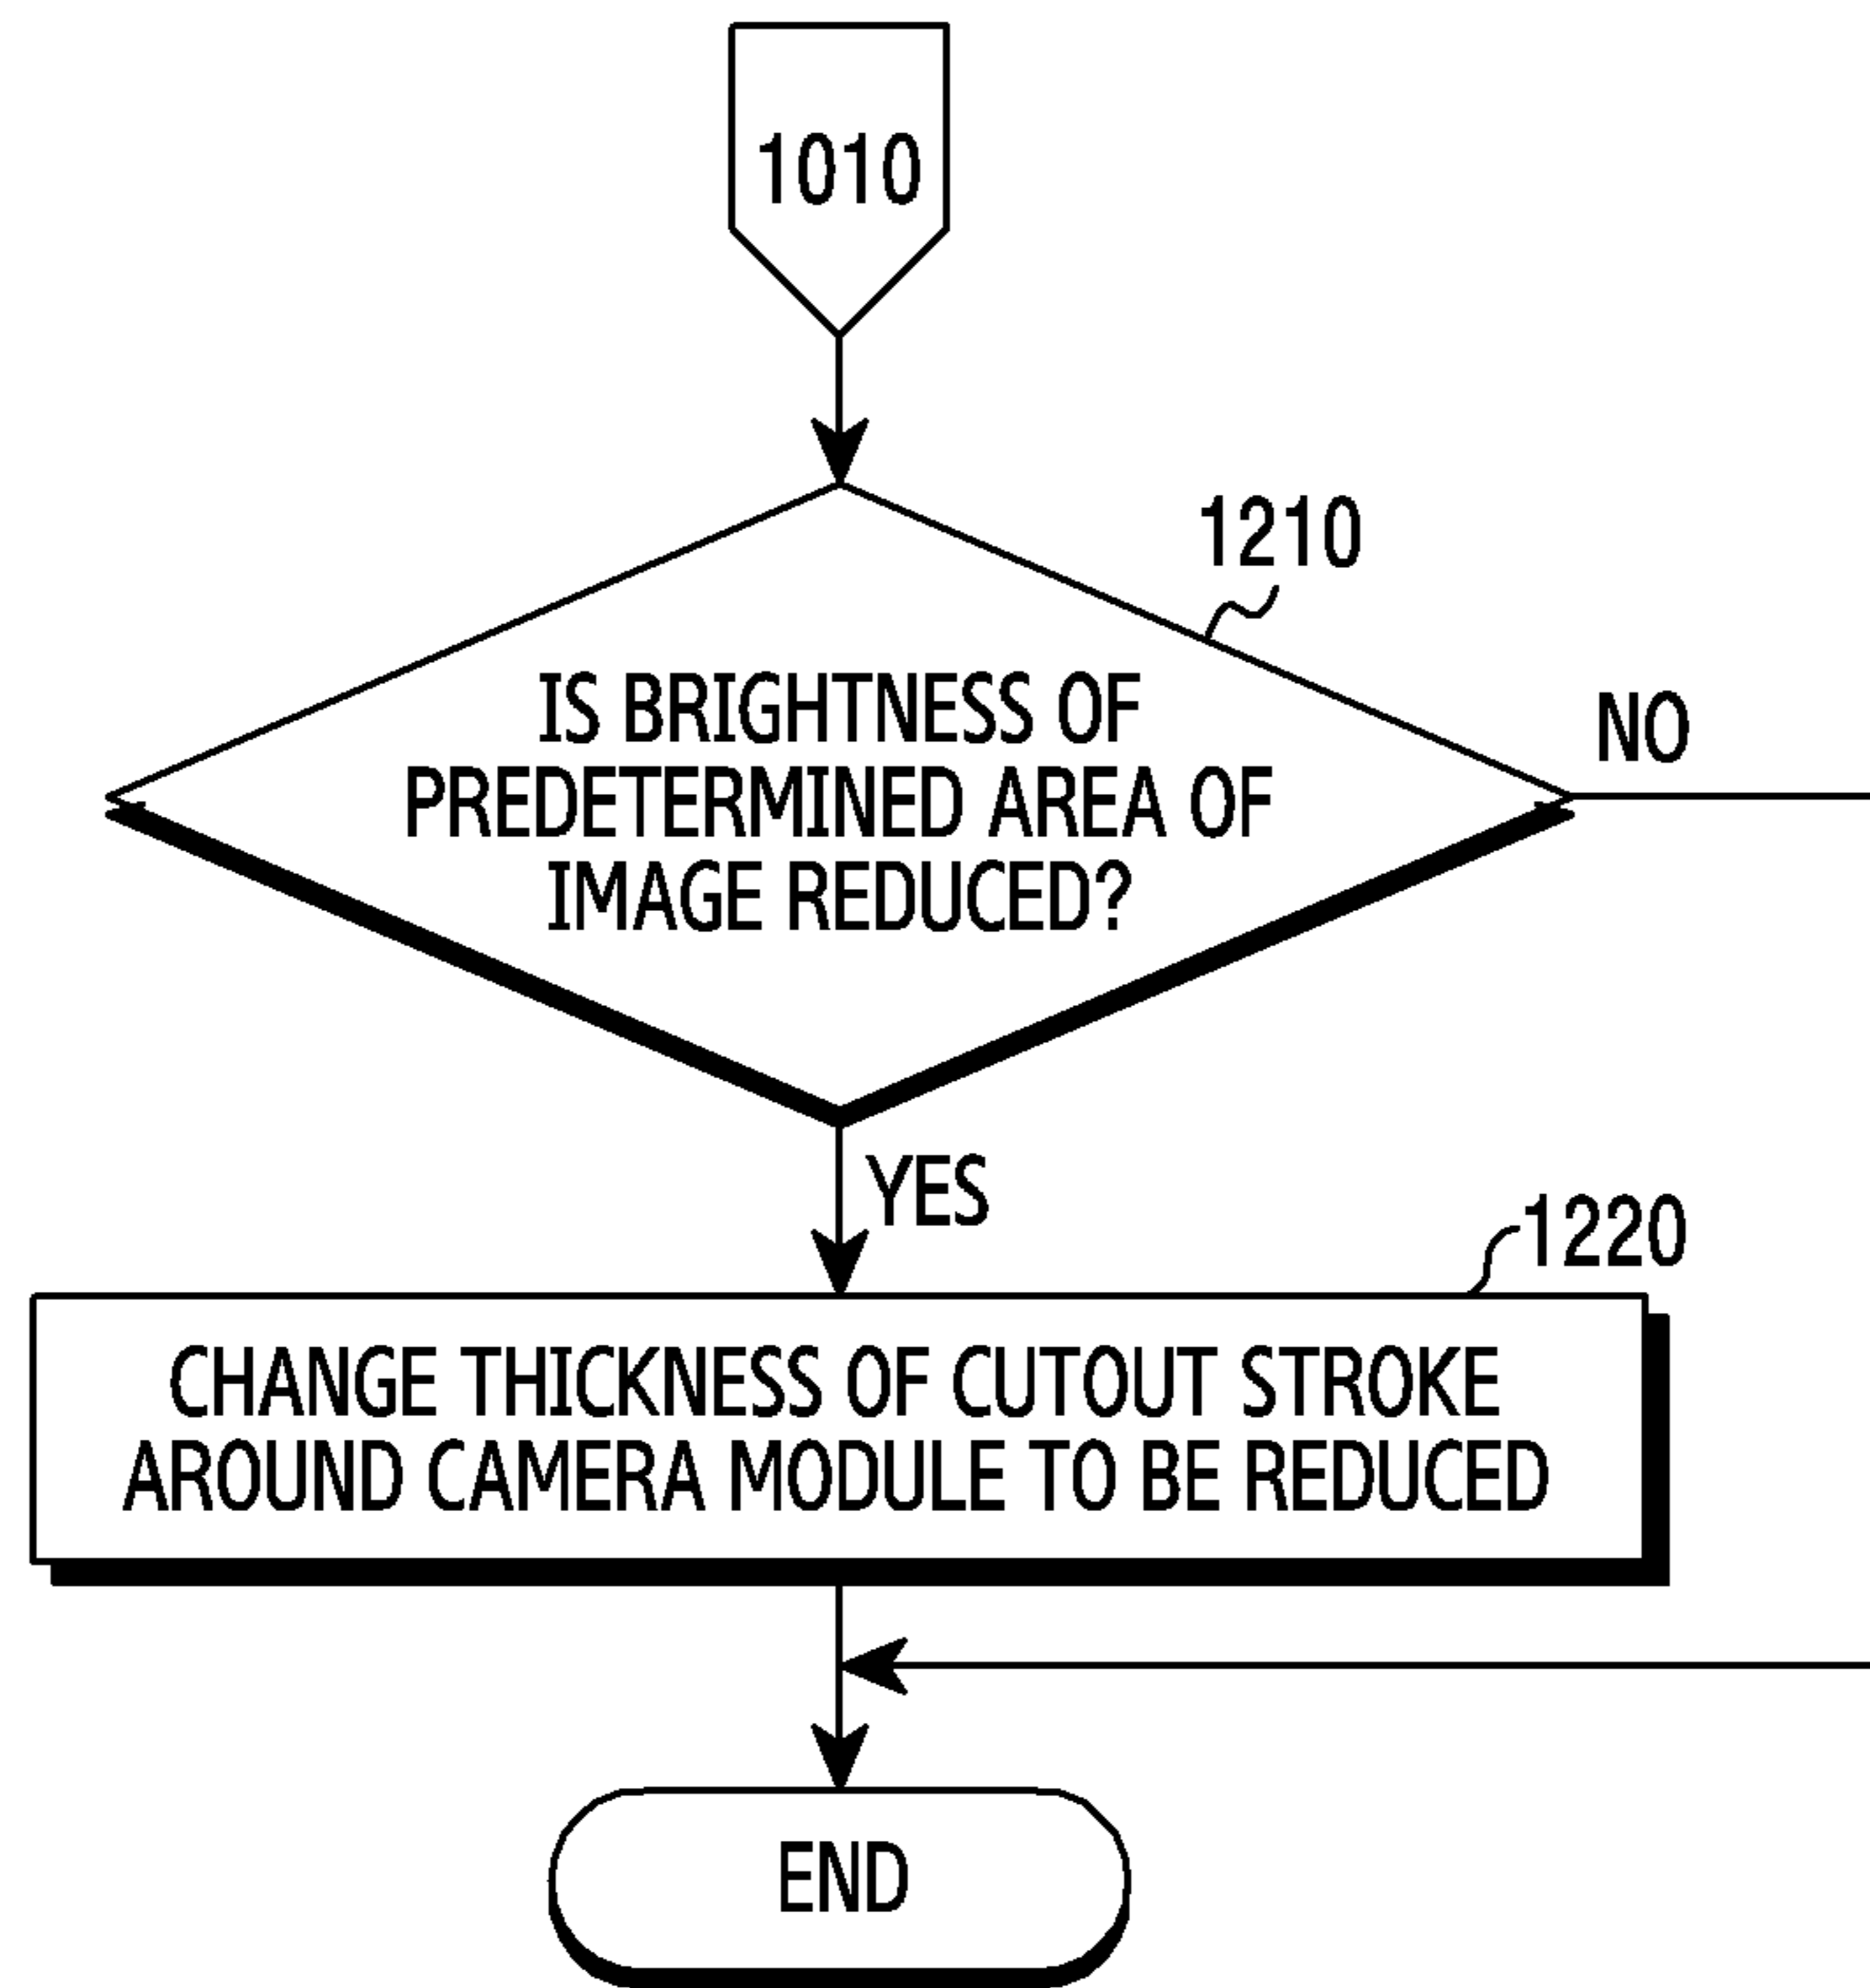 1010
1210
IS BRIGHTNESS OF
PREDETERMINED AREA OF
IMAGE REDUCED?
NO
YES
1220
CHANGE THICKNESS OF CUTOUT STROKE
AROUND CAMERA MODULE TO BE REDUCED
END